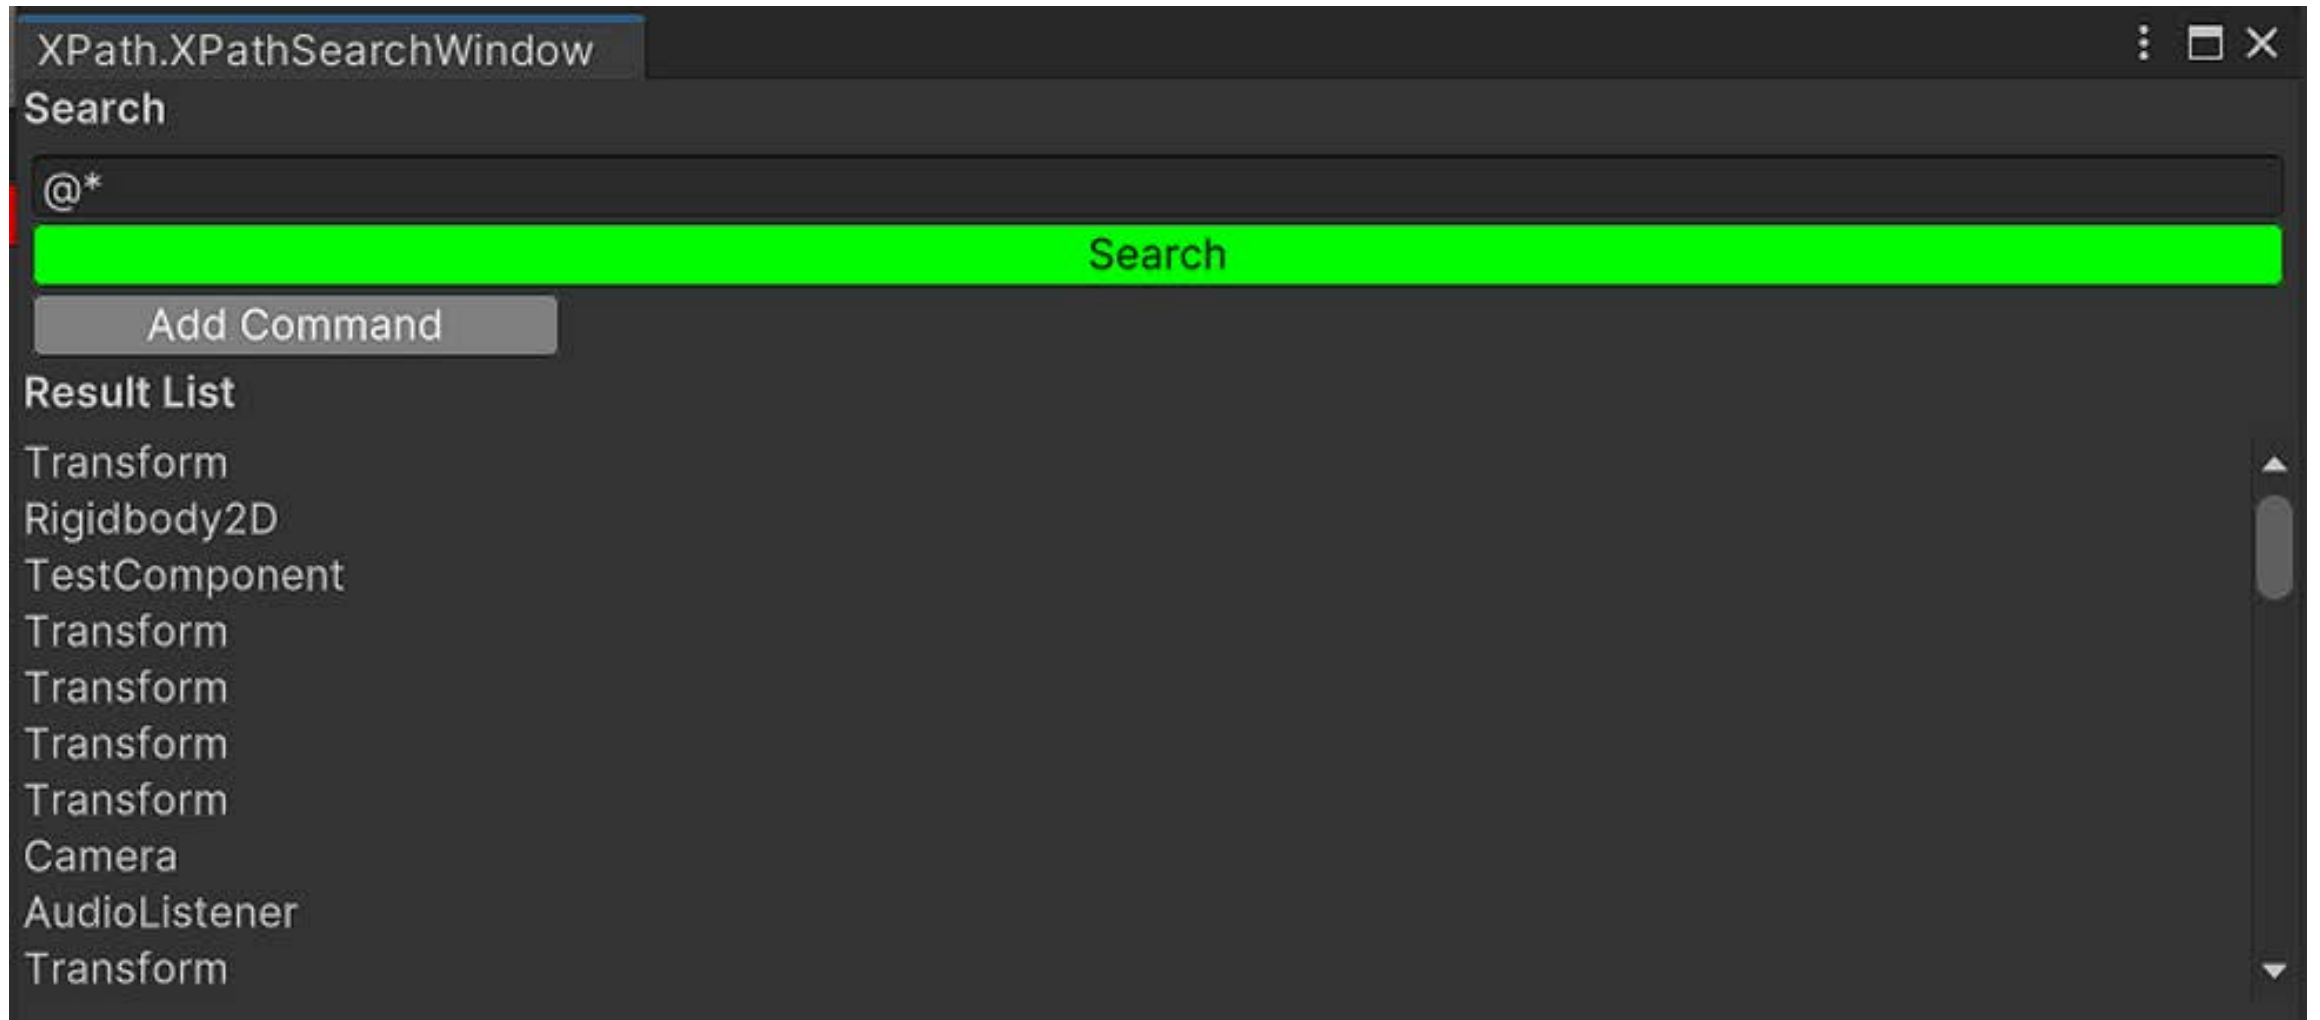 XPath.XPathSearchWindow
Search
@*
Search
Add Command
Result List
Transform
Rigidbody2D
TestComponent
Transform
Transform
Transform
Transform
Camera
AudioListener
Transform